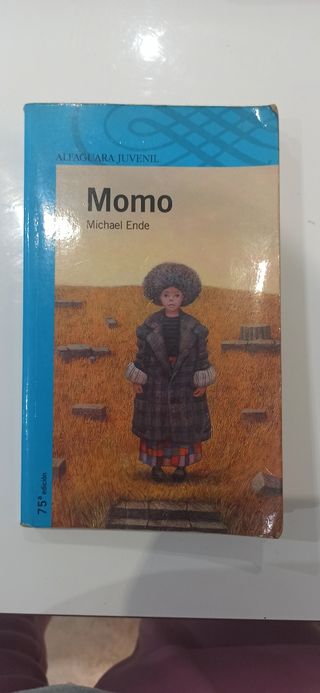 ALFAGUARA JUVENIL
Momo
Michael Ende
75ª edición